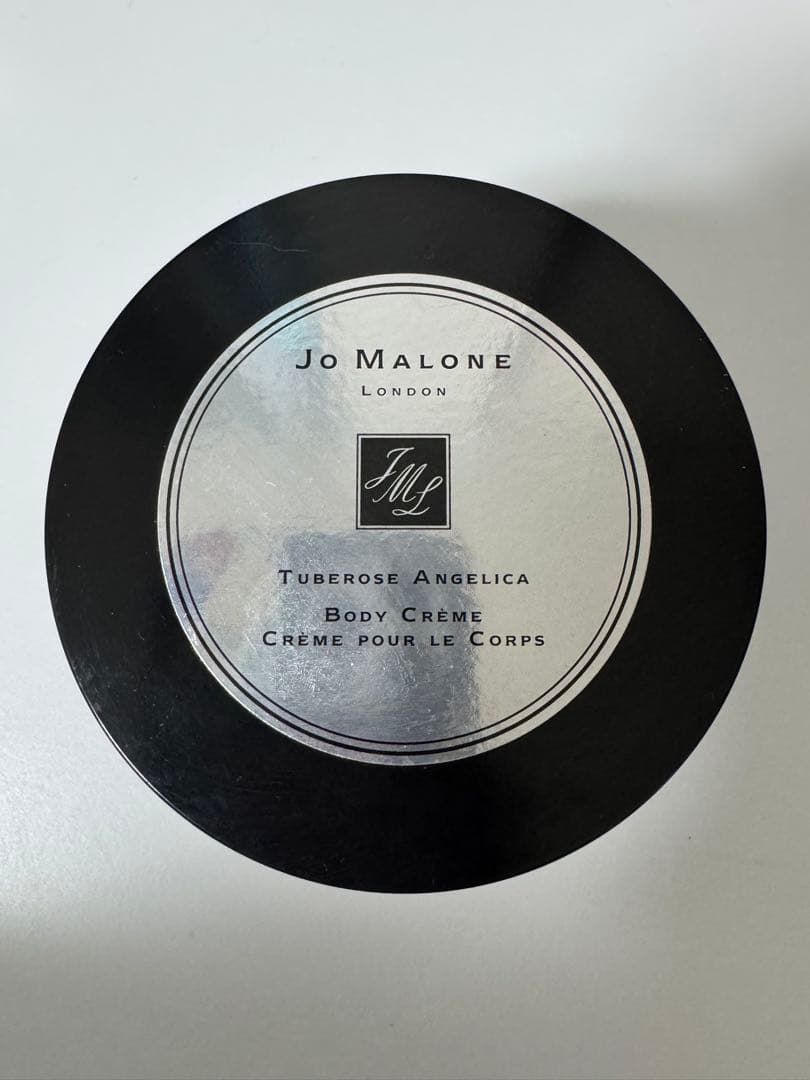 Jo Malone
London
JML
Tuberose Angelica
Body Crème
Crème pour le Corps